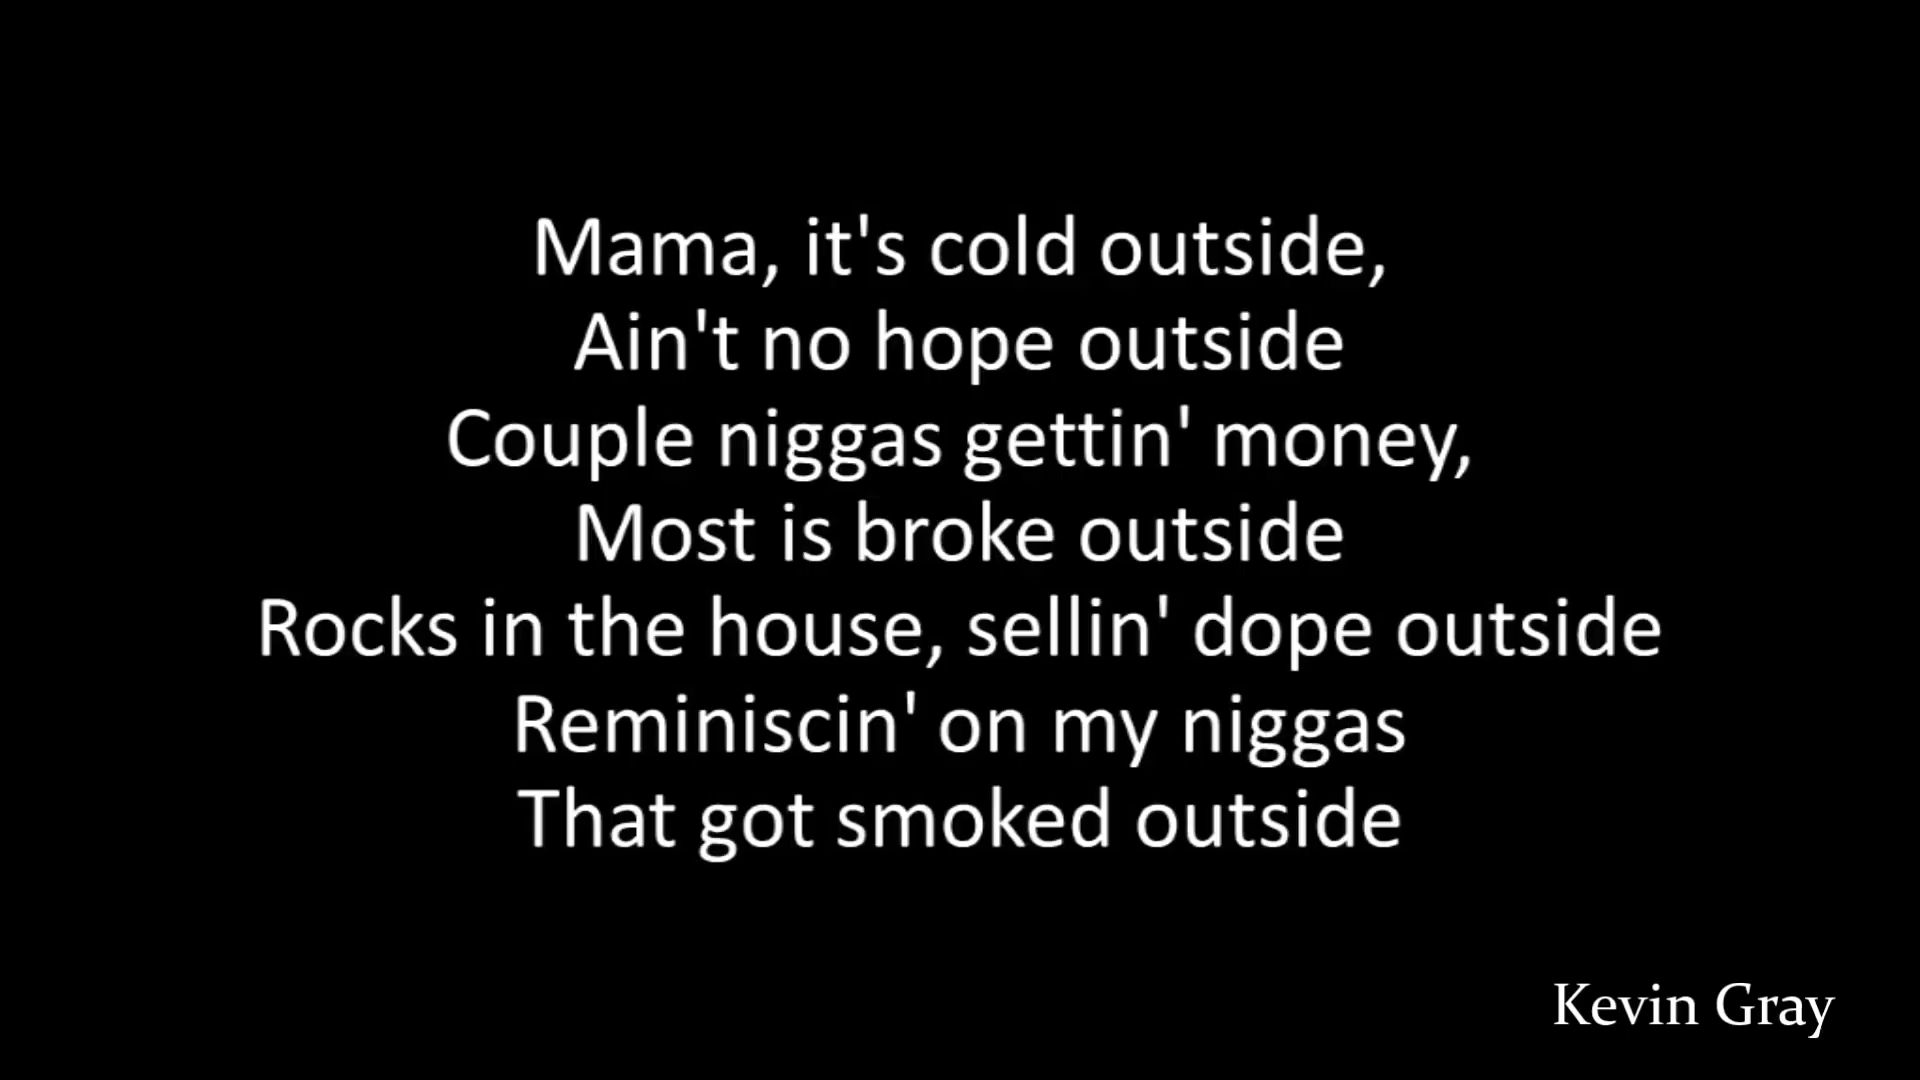 Mama, it's cold outside,
Ain't no hope outside
Couple niggas gettin' money,
Most is broke outside
Rocks in the house, sellin' dope outside
Reminiscin' on my niggas
That got smoked outside
Kevin Gray